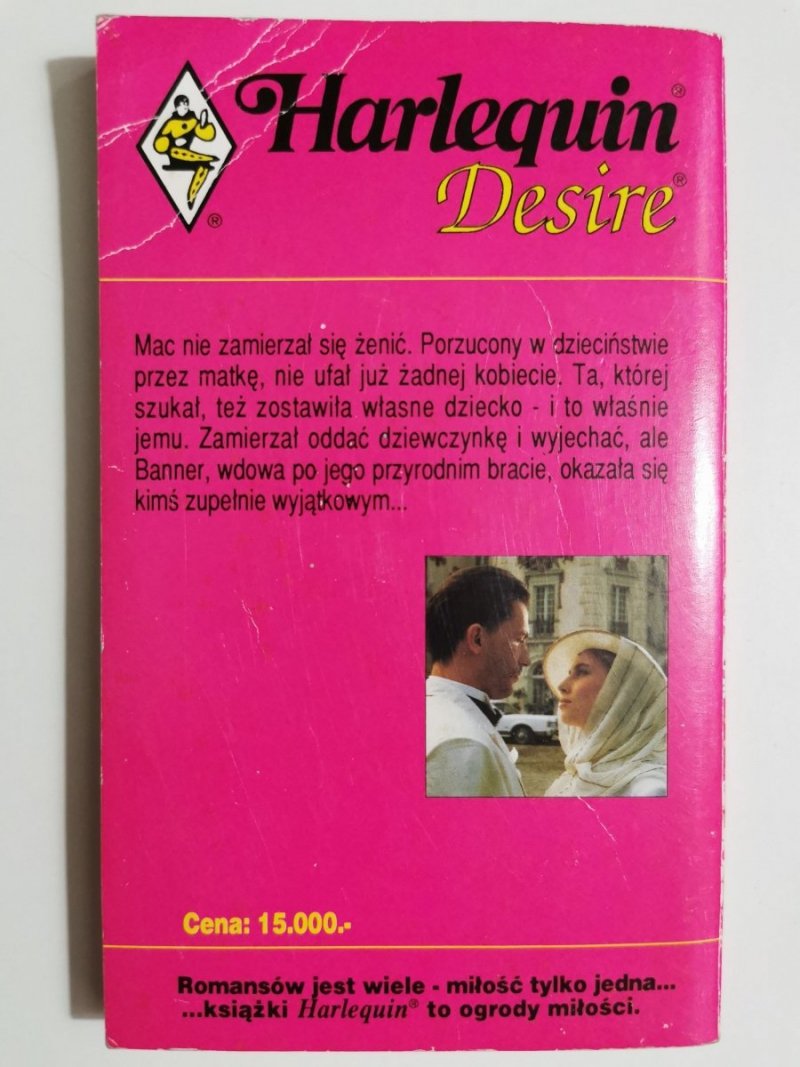 Harlequin®
Desire®
®
Mac nie zamierzał się żenić. Porzucony w dzieciństwie
przez matkę, nie ufał już żadnej kobiecie. Ta, której
szukał, też zostawiła własne dziecko - i to właśnie
jemu. Zamierzał oddać dziewczynkę i wyjechać, ale
Banner, wdowa po jego przyrodnim bracie, okazała się
kimś zupełnie wyjątkowym...
Cena: 15.000.-
Romansów jest wiele - miłość tylko jedna...
...książki Harlequin® to ogrody miłości.